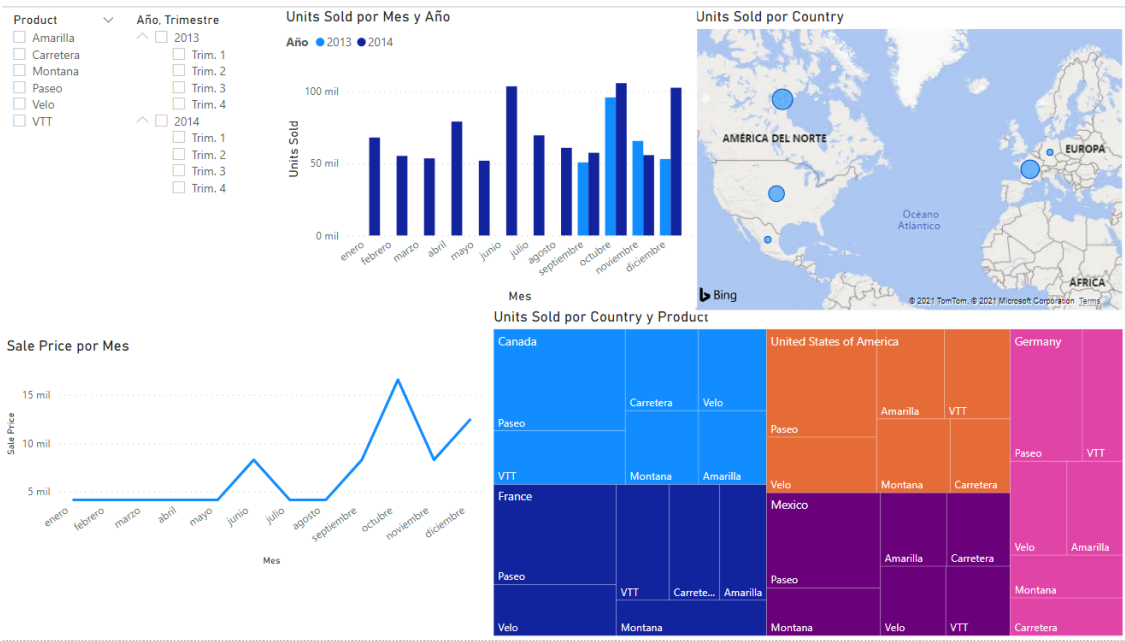 Product
Amarilla
Carretera
Montana
Paseo
Velo
VTT
Año, Trimestre
2013
Trim. 1
Trim. 2
Trim. 3
Trim. 4
2014
Trim. 1
Trim. 2
Trim. 3
Trim. 4
Units Sold por Mes y Año
Año 2013 2014
Units Sold
100 mil
50 mil
0 mil
enero febrero marzo abril mayo junio julio agosto septiembre octubre noviembre diciembre
Mes
Units Sold por Country
AMÉRICA DEL NORTE
EUROPA
Océano
Atlántico
ÁFRICA
Bing
© 2021 TomTom, © 2021 Microsoft Corporation Terms
Sale Price por Mes
Sale Price
15 mil
10 mil
5 mil
enero febrero marzo abril mayo junio julio agosto septiembre octubre noviembre diciembre
Mes
Units Sold por Country y Product
Canada
Paseo
VTT
Carretera
Velo
Montana
Amarilla
France
Paseo
Velo
VTT
Carrete...
Amarilla
Montana
United States of America
Paseo
Velo
Amarilla
VTT
Montana
Carretera
Mexico
Paseo
Montana
Amarilla
Carretera
Velo
VTT
Germany
Paseo
VTT
Velo
Amarilla
Montana
Carretera